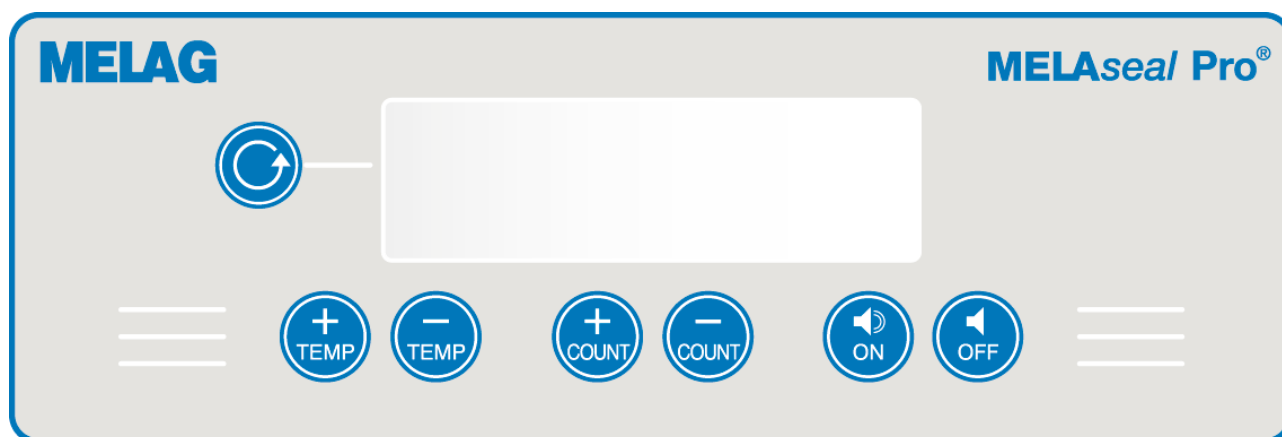 MELAG
MELAseal Pro®
+ − + −
TEMP TEMP COUNT COUNT ON OFF